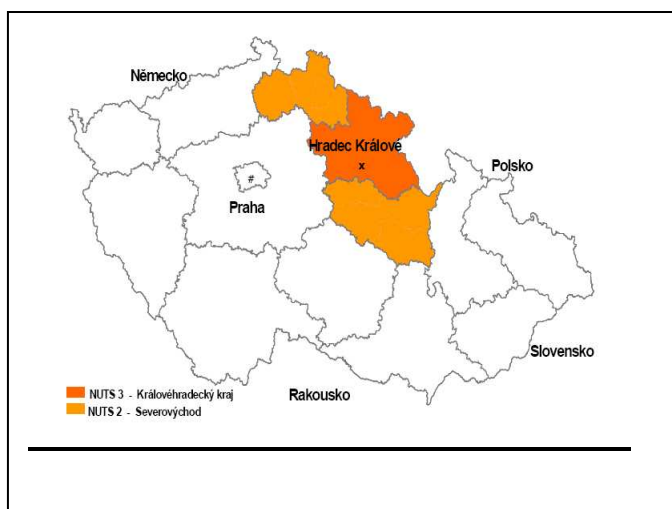 Německo
Hradec Králové
x
Polsko
#
Praha
Slovensko
NUTS 3 - Královéhradecký kraj
Rakousko
NUTS 2 - Severovýchod